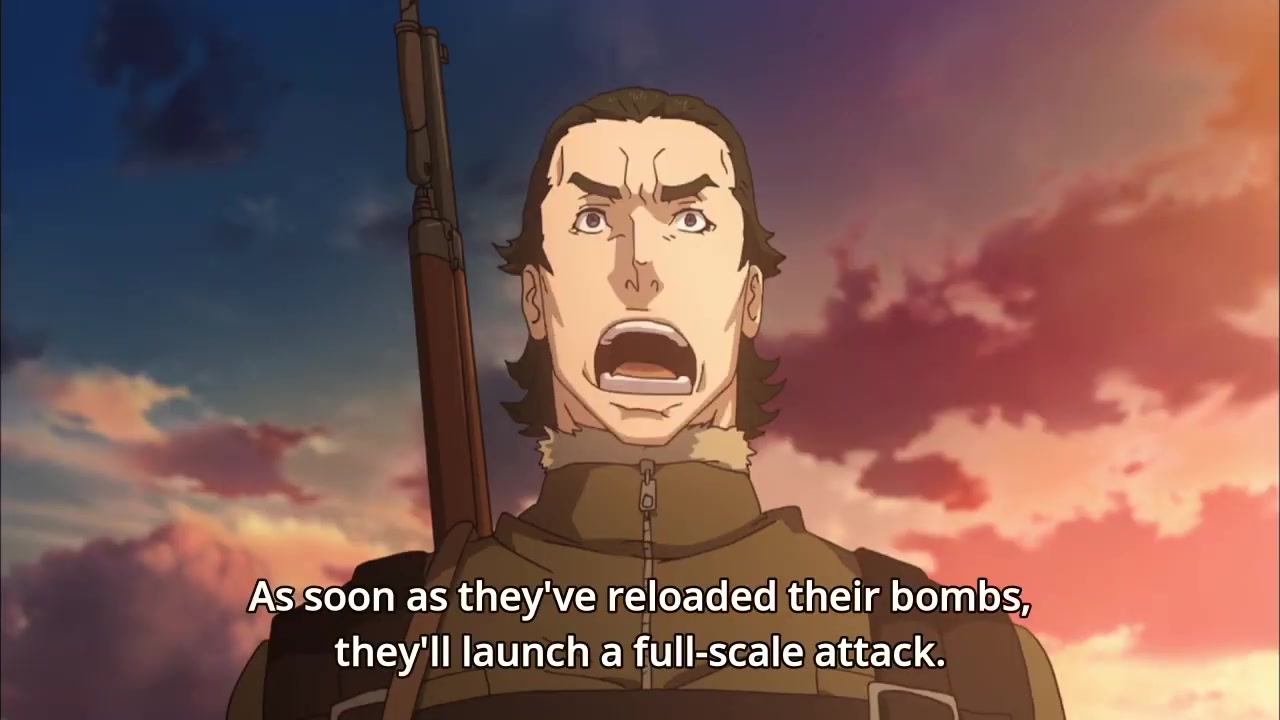 As soon as they've reloaded their bombs,
they'll launch a full-scale attack.